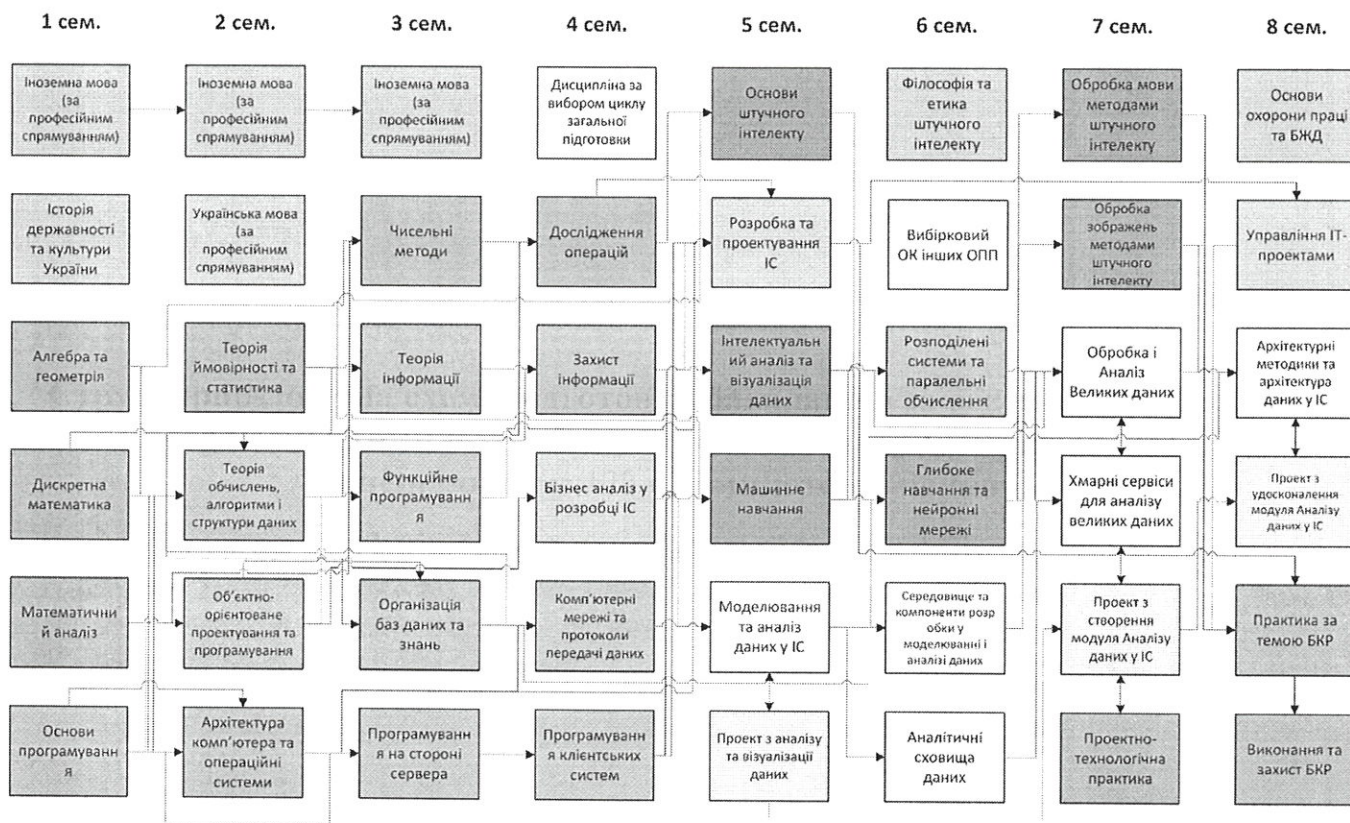 1 сем.
2 сем.
3 сем.
4 сем.
5 сем.
6 сем.
7 сем.
8 сем.
Іноземна мова
(за
професійним
спрямуванням)
Іноземна мова
(за
професійним
спрямуванням)
Іноземна мова
(за
професійним
спрямуванням)
Дисципліна за
вибором циклу
загальної
підготовки
Основи
штучного
інтелекту
Філософія та
етика
штучного
інтелекту
Обробка мови
методами
штучного
інтелекту
Основи
охорони праці
та БЖД
Історія
державності
та культури
України
Українська мова
(за
професійним
спрямуванням)
Чисельні
методи
Дослідження
операцій
Розробка та
проектування
ІС
Вибірковий
ОК інших ОПП
Обробка
зображень
методами
штучного
інтелекту
Управління ІТ-
проектами
Алгебра та
геометрія
Теорія
ймовірності та
статистика
Теорія
інформації
Захист
інформації
Інтелектуаль
ний аналіз та
візуалізація
даних
Розподілені
системи та
паралельні
обчислення
Обробка і
Аналіз
Великих даних
Архітектурні
методики та
архітектура
даних у ІС
Дискретна
математика
Теорія
обчислень,
алгоритми і
структури даних
Функційне
програмуванн
я
Бізнес аналіз у
розробці ІС
Машинне
навчання
Глибоке
навчання та
нейронні
мережі
Хмарні сервіси
для аналізу
великих даних
Проект з
удосконалення
модуля Аналізу
даних у ІС
Математични
й аналіз
Об’єктно-
орієнтоване
проектування та
програмування
Організація
баз даних та
знань
Комп’ютерні
мережі та
протоколи
передачі даних
Моделювання
та аналіз
даних у ІС
Середовище та
компоненти розр
обки у
моделюванні і
аналізі даних
Проект з
створення
модуля Аналізу
даних у ІС
Практика за
темою БКР
Основи
програмуванн
я
Архітектура
комп’ютера та
операційні
системи
Програмуванн
я на стороні
сервера
Програмуванн
я клієнтських
систем
Проект з аналізу
та візуалізації
даних
Аналітичні
сховища
даних
Проектно-
технологічна
практика
Виконання та
захист БКР